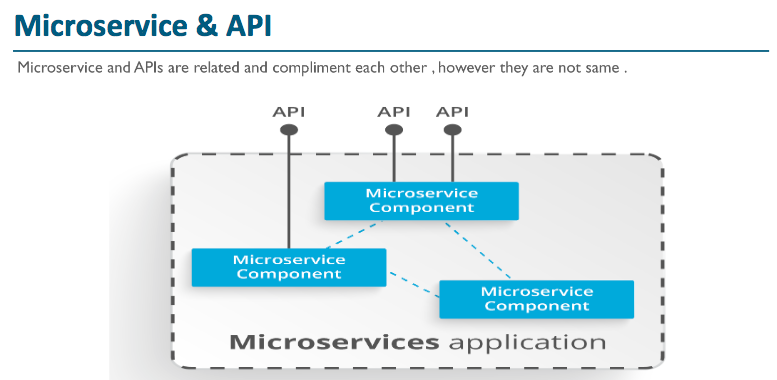 Microservice & API
Microservice and APIs are related and compliment each other , however they are not same .
API API API
Microservice
Component
Microservice
Component
Microservice
Component
Microservices application